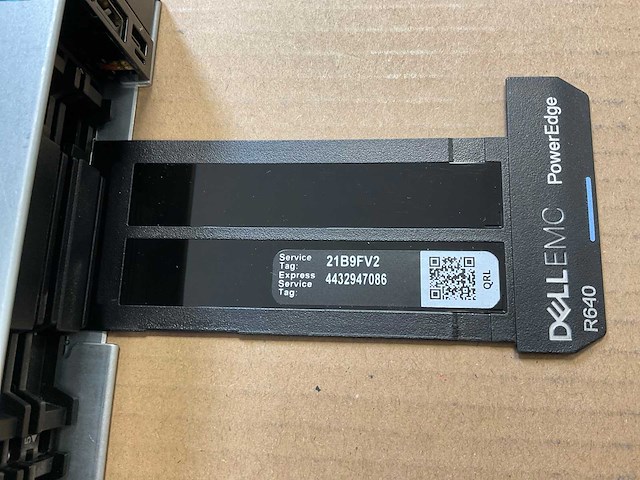 Service Tag:
21B9FV2
Express Service Tag:
4432947086
QRL
DELLEMC PowerEdge
R640